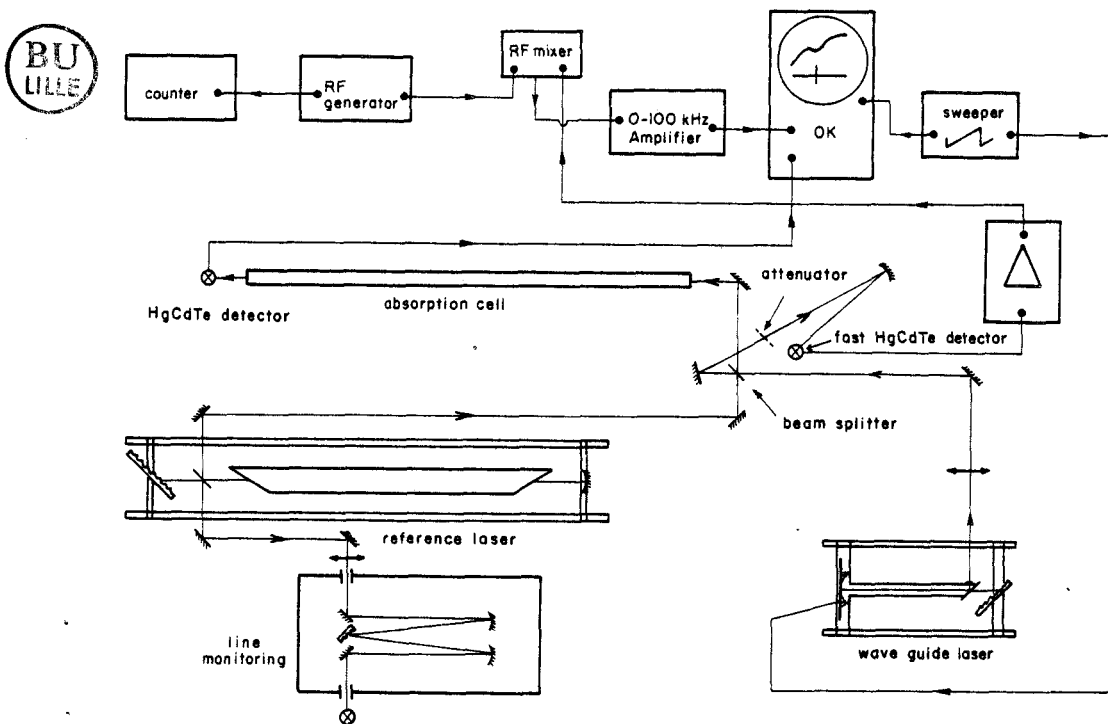 BU
LILLE
counter
RF
generator
RF mixer
0-100 kHz
Amplifier
OK
sweeper
HgCdTe detector
absorption cell
attenuator
fast HgCdTe detector
beam splitter
reference laser
line
monitoring
wave guide laser